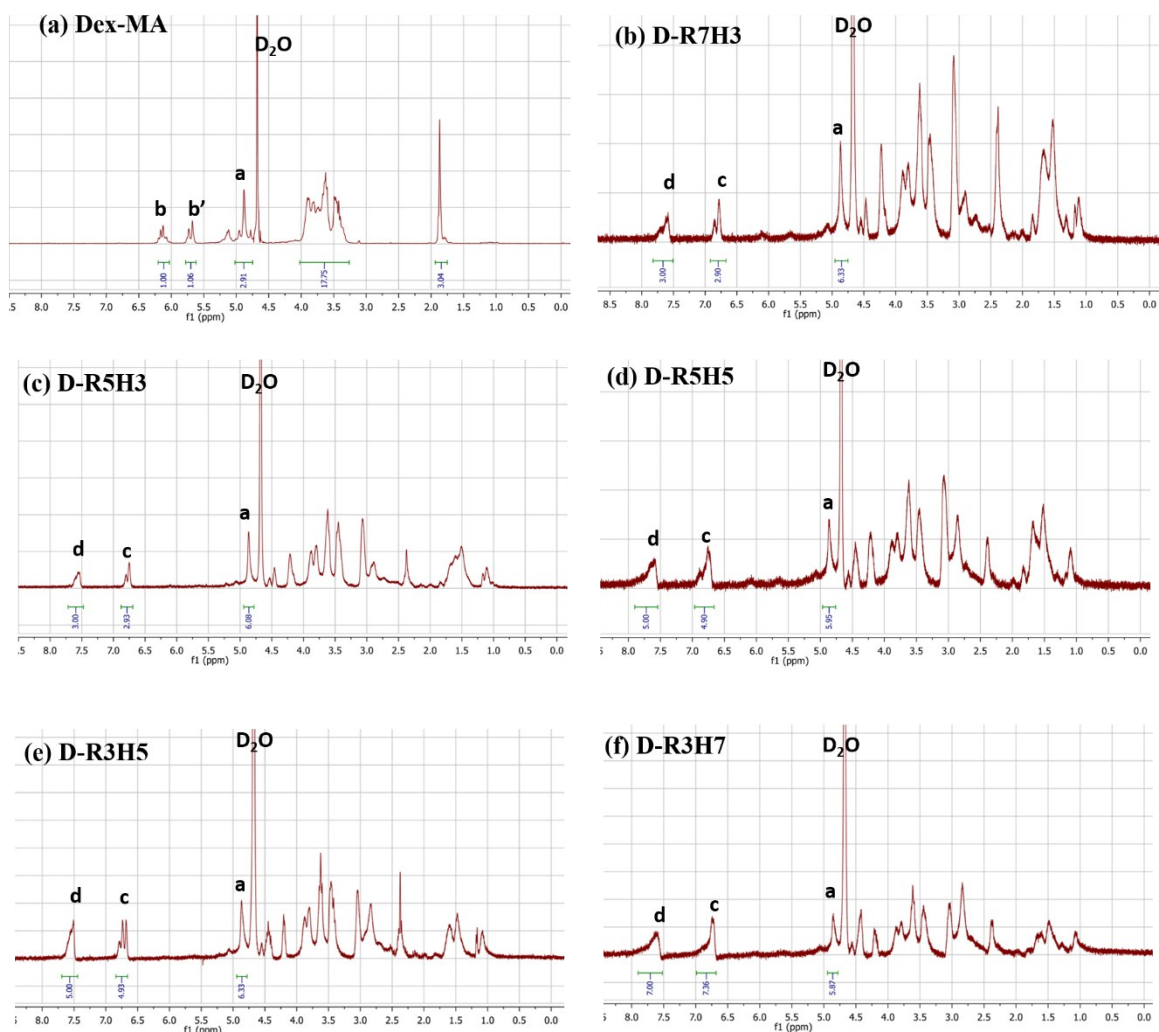 (a) Dex-MA
D₂O
b
b'
a
1.00
1.06
2.91
17.75
3.04
8.5 8.0 7.5 7.0 6.5 6.0 5.5 5.0 4.5 4.0 3.5 3.0 2.5 2.0 1.5 1.0 0.5 0.0
f1 (ppm)
(b) D-R7H3
D₂O
a
d
c
3.00
2.90
6.33
8.5 8.0 7.5 7.0 6.5 6.0 5.5 5.0 4.5 4.0 3.5 3.0 2.5 2.0 1.5 1.0 0.5 0.0
f1 (ppm)
(c) D-R5H3
D₂O
a
d
c
3.00
2.93
6.08
8.5 8.0 7.5 7.0 6.5 6.0 5.5 5.0 4.5 4.0 3.5 3.0 2.5 2.0 1.5 1.0 0.5 0.0
f1 (ppm)
(d) D-R5H5
D₂O
a
d
c
5.00
4.90
5.95
8.5 8.0 7.5 7.0 6.5 6.0 5.5 5.0 4.5 4.0 3.5 3.0 2.5 2.0 1.5 1.0 0.5 0.0
f1 (ppm)
(e) D-R3H5
D₂O
a
d
c
5.00
4.93
6.33
8.5 8.0 7.5 7.0 6.5 6.0 5.5 5.0 4.5 4.0 3.5 3.0 2.5 2.0 1.5 1.0 0.5 0.0
f1 (ppm)
(f) D-R3H7
D₂O
a
d
c
7.00
7.36
5.87
8.5 8.0 7.5 7.0 6.5 6.0 5.5 5.0 4.5 4.0 3.5 3.0 2.5 2.0 1.5 1.0 0.5 0.0
f1 (ppm)